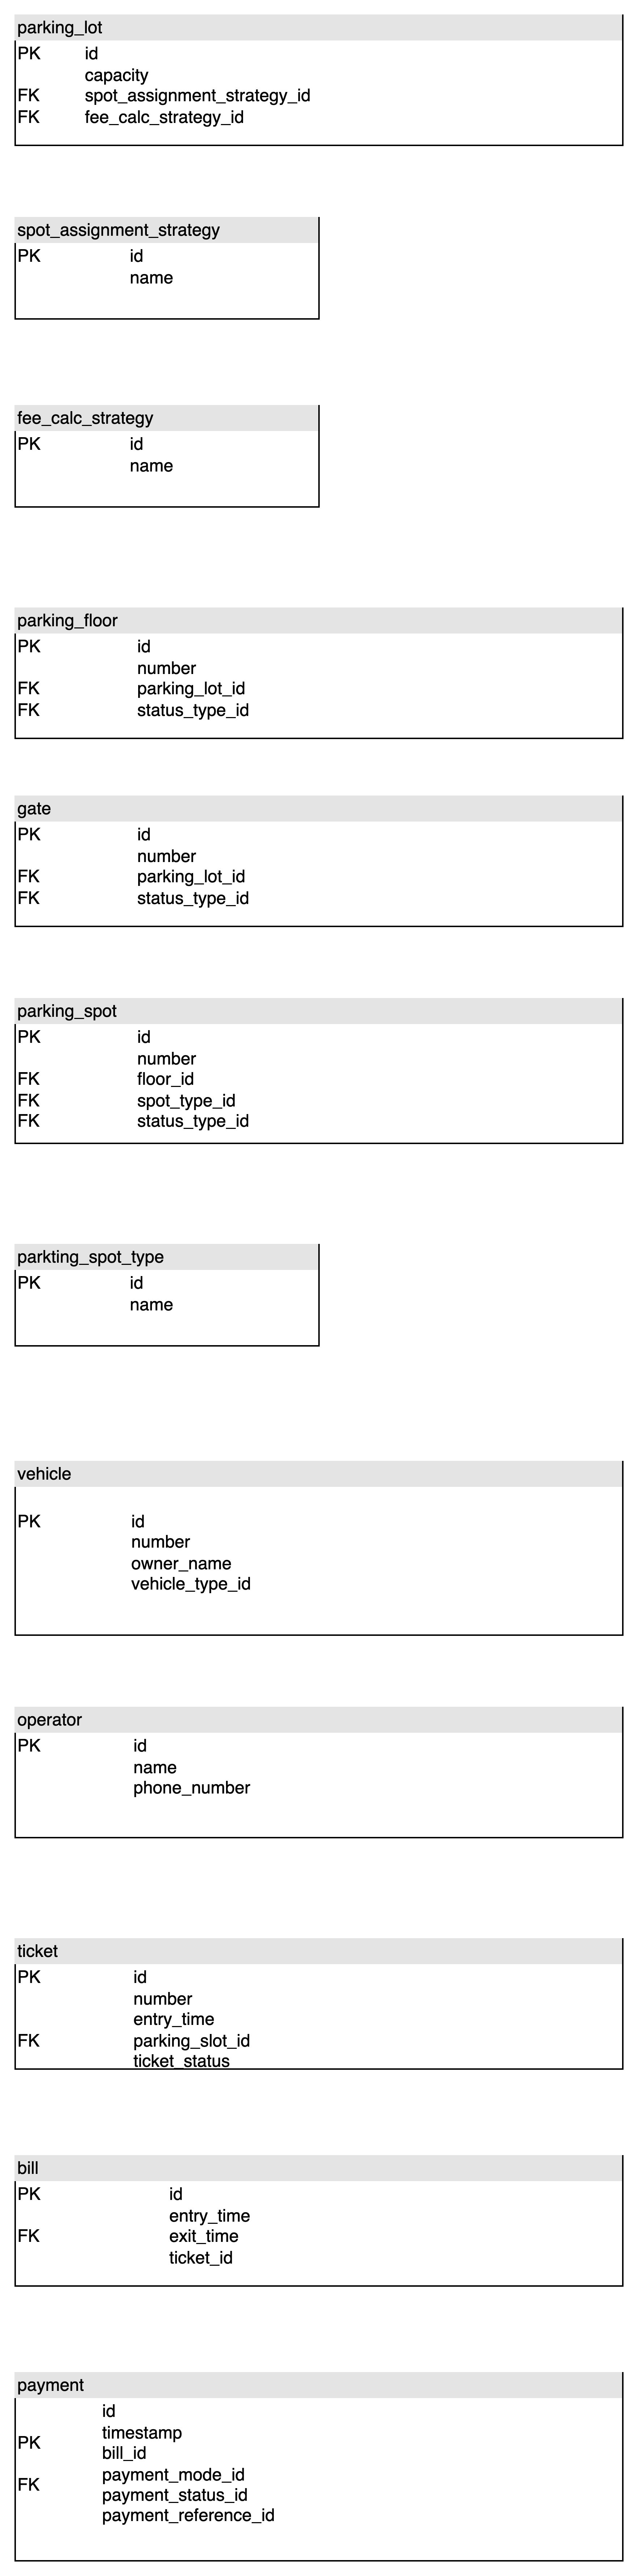 parking_lot
PK id
capacity
FK spot_assignment_strategy_id
FK fee_calc_strategy_id
spot_assignment_strategy
PK id
name
fee_calc_strategy
PK id
name
parking_floor
PK id
number
FK parking_lot_id
FK status_type_id
gate
PK id
number
FK parking_lot_id
FK status_type_id
parking_spot
PK id
number
FK floor_id
FK spot_type_id
FK status_type_id
parkting_spot_type
PK id
name
vehicle
PK id
number
owner_name
vehicle_type_id
operator
PK id
name
phone_number
ticket
PK id
number
entry_time
FK parking_slot_id
ticket_status
bill
PK id
entry_time
FK exit_time
ticket_id
payment
id
timestamp
PK
bill_id
payment_mode_id
FK
payment_status_id
payment_reference_id